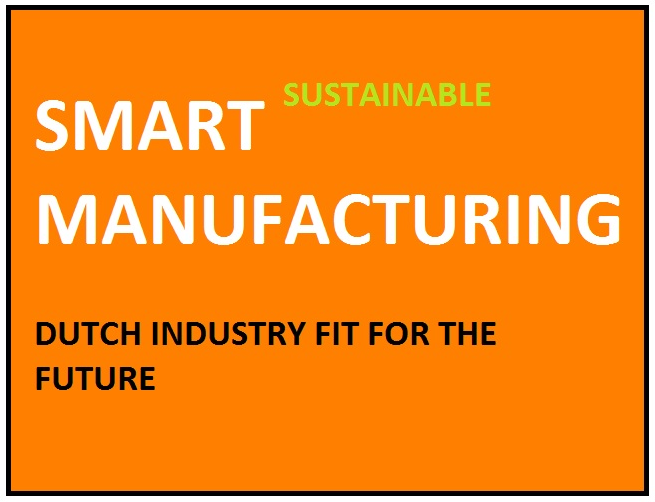 SMART SUSTAINABLE
MANUFACTURING
DUTCH INDUSTRY FIT FOR THE
FUTURE